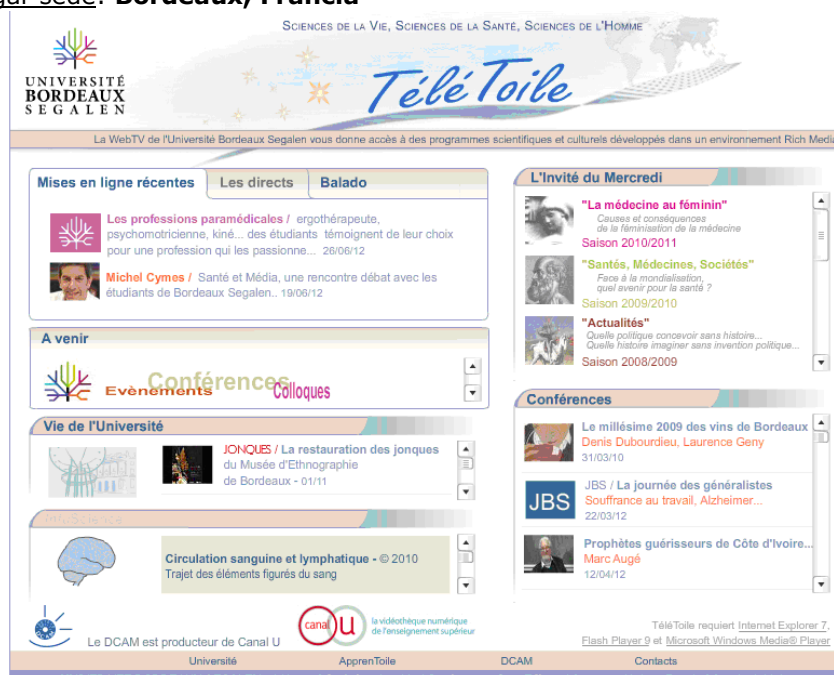 gar sede: Bordeaux, Francia
SCIENCES DE LA VIE, SCIENCES DE LA SANTÉ, SCIENCES DE L'HOMME
UNIVERSITÉ
BORDEAUX
SEGALEN
TéléToile
La WebTV de l'Université Bordeaux Segalen vous donne accès à des programmes scientifiques et culturels développés dans un environnement Rich Media
Mises en ligne récentes
Les directs
Balado
Les professions paramédicales / ergothérapeute,
psychomotricienne, kiné... des étudiants témoignent de leur choix
pour une profession qui les passionne... 26/06/12
Michel Cymes / Santé et Média, une rencontre débat avec les
étudiants de Bordeaux Segalen.. 19/06/12
A venir
Evènements
Conférences
Colloques
Vie de l'Université
JONQUES / La restauration des jonques
du Musée d'Ethnographie
de Bordeaux - 01/11
InfoScience
Circulation sanguine et lymphatique - © 2010
Trajet des éléments figurés du sang
L'Invité du Mercredi
"La médecine au féminin"
Causes et conséquences
de la féminisation de la médecine
Saison 2010/2011
"Santés, Médecines, Sociétés"
Face à la mondialisation,
quel avenir pour la santé ?
Saison 2009/2010
"Actualités"
Quelle politique concevoir sans histoire...
Quelle histoire imaginer sans invention politique...
Saison 2008/2009
Conférences
Le millésime 2009 des vins de Bordeaux
Denis Dubourdieu, Laurence Geny
31/03/10
JBS
JBS / La journée des généralistes
Souffrance au travail, Alzheimer...
22/03/12
Prophètes guérisseurs de Côte d'Ivoire...
Marc Augé
12/04/12
Le DCAM est producteur de Canal U
canal U
la vidéothèque numérique
de l'enseignement supérieur
TéléToile requiert Internet Explorer 7,
Flash Player 9 et Microsoft Windows Media® Player
Université
ApprenToile
DCAM
Contacts